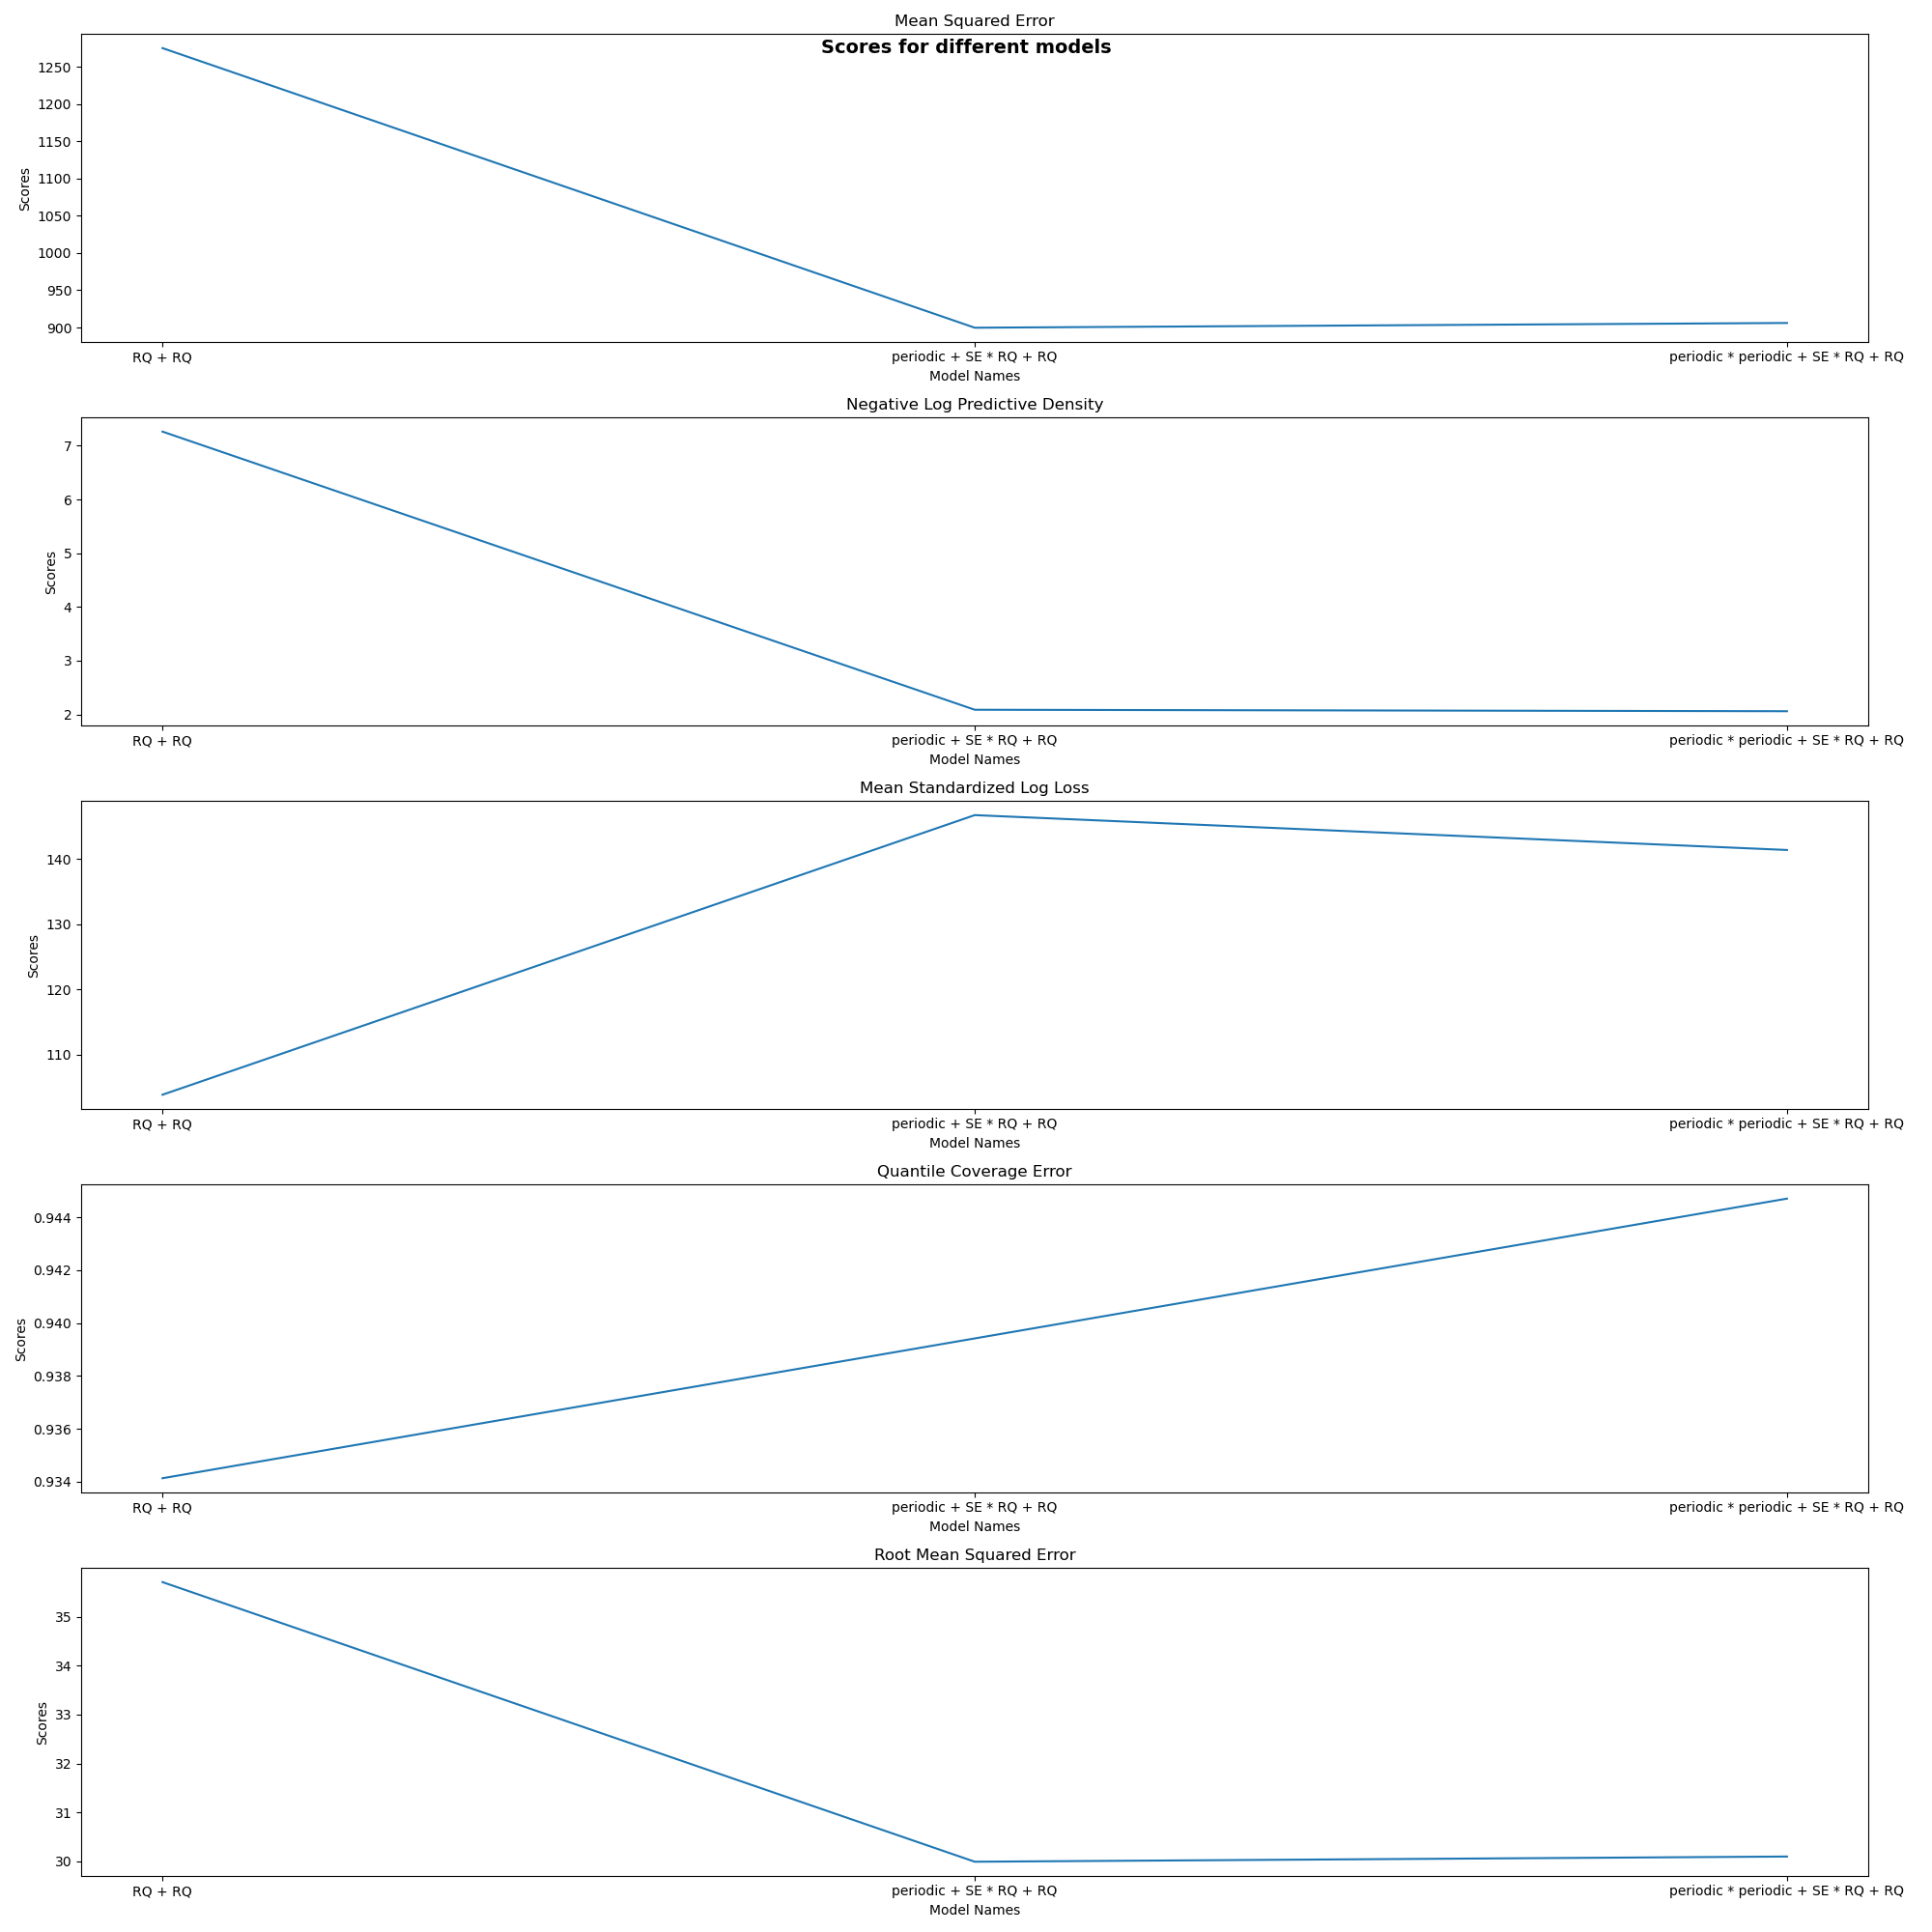 Mean Squared Error
Scores for different models
1250
1200
1150
1100
1050
1000
950
900
Scores
RQ + RQ
periodic + SE * RQ + RQ
periodic * periodic + SE * RQ + RQ
Model Names
Negative Log Predictive Density
7
6
5
4
3
2
Scores
RQ + RQ
periodic + SE * RQ + RQ
periodic * periodic + SE * RQ + RQ
Model Names
Mean Standardized Log Loss
140
130
120
110
Scores
RQ + RQ
periodic + SE * RQ + RQ
periodic * periodic + SE * RQ + RQ
Model Names
Quantile Coverage Error
0.944
0.942
0.940
0.938
0.936
0.934
Scores
RQ + RQ
periodic + SE * RQ + RQ
periodic * periodic + SE * RQ + RQ
Model Names
Root Mean Squared Error
35
34
33
32
31
30
Scores
RQ + RQ
periodic + SE * RQ + RQ
periodic * periodic + SE * RQ + RQ
Model Names